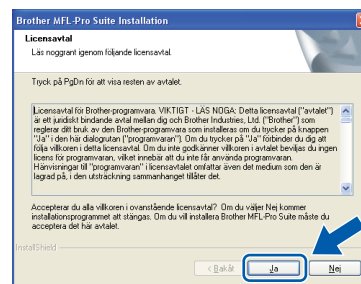 Brother MFL-Pro Suite Installation
Licensavtal
Läs noggrant igenom följande licensavtal.
Tryck på PgDn för att visa resten av avtalet.
Licensavtal för Brother-programvara. VIKTIGT - LÄS NOGA: Detta licensavtal ("avtalet")
är ett juridiskt bindande avtal mellan dig och Brother Industries, Ltd. ("Brother") som
reglerar ditt bruk av den Brother-programvara som installeras om du trycker på knappen
"Ja" i den här dialogrutan ("programvaran"). Om du trycker på "Ja" förbinder du dig att
följa villkoren i detta licensavtal. Om du inte godkänner villkoren i avtalet beviljas du ingen
licens för programvaran, vilket innebär att du inte får använda programvaran.
Hänvisningar till "programvaran" i licensavtalet omfattar även det medium som den är
lagrad på, i den utsträckning sammanhanget tillåter det.
Accepterar du alla villkoren i ovanstående licensavtal? Om du väljer Nej kommer
installationsprogrammet att stängas. Om du vill installera Brother MFL-Pro Suite måste du
acceptera det här avtalet.
InstallShield
< Bakåt Ja Nej